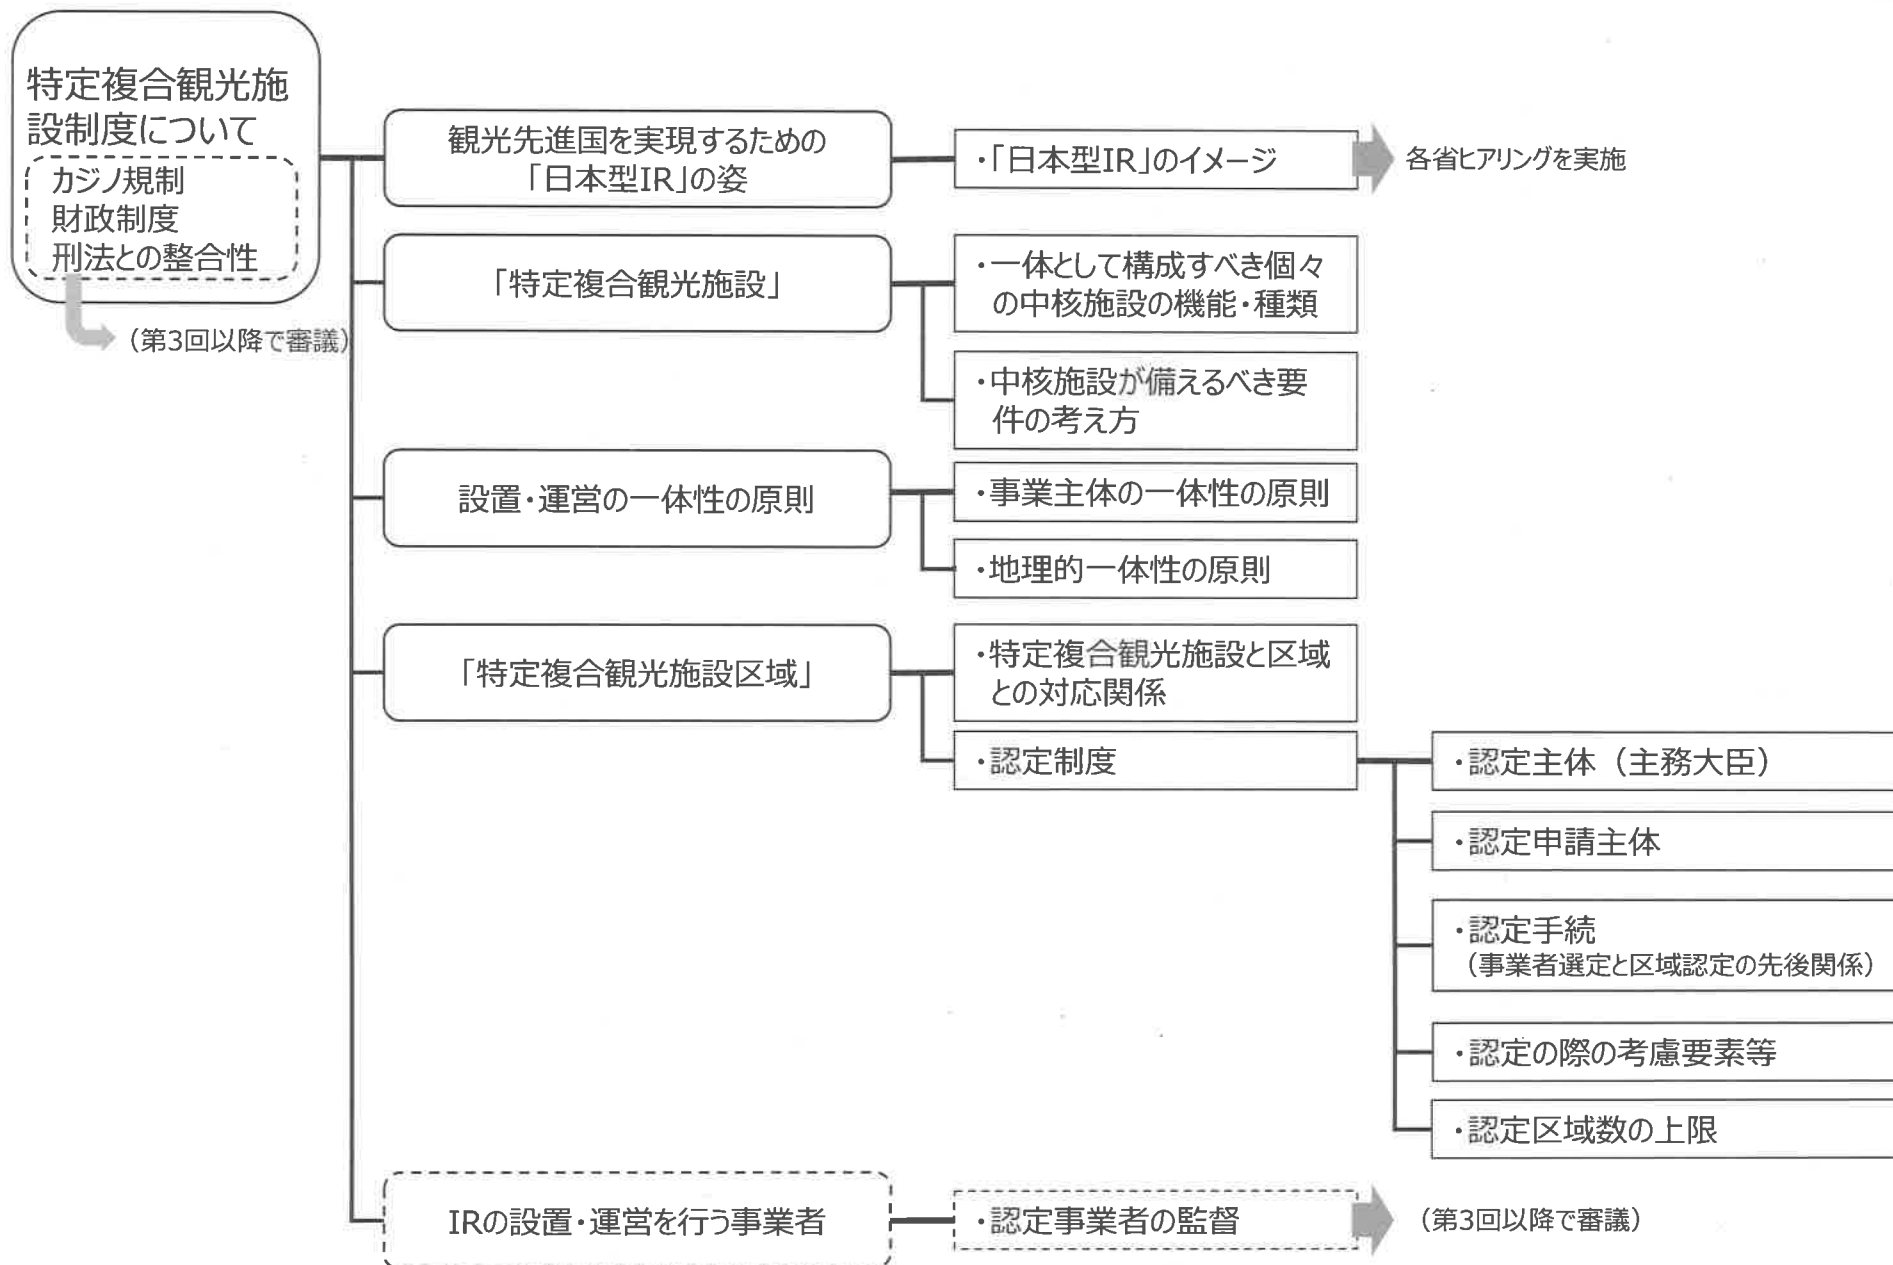 特定複合観光施
設制度について
カジノ規制
財政制度
刑法との整合性
（第3回以降で審議）
観光先進国を実現するための
「日本型IR」の姿
・「日本型IR」のイメージ
各省ヒアリングを実施
「特定複合観光施設」
・一体として構成すべき個々
の中核施設の機能・種類
・中核施設が備えるべき要
件の考え方
設置・運営の一体性の原則
・事業主体の一体性の原則
・地理的一体性の原則
「特定複合観光施設区域」
・特定複合観光施設と区域
との対応関係
・認定制度
・認定主体（主務大臣）
・認定申請主体
・認定手続
（事業者選定と区域認定の先後関係）
・認定の際の考慮要素等
・認定区域数の上限
IRの設置・運営を行う事業者
・認定事業者の監督
（第3回以降で審議）